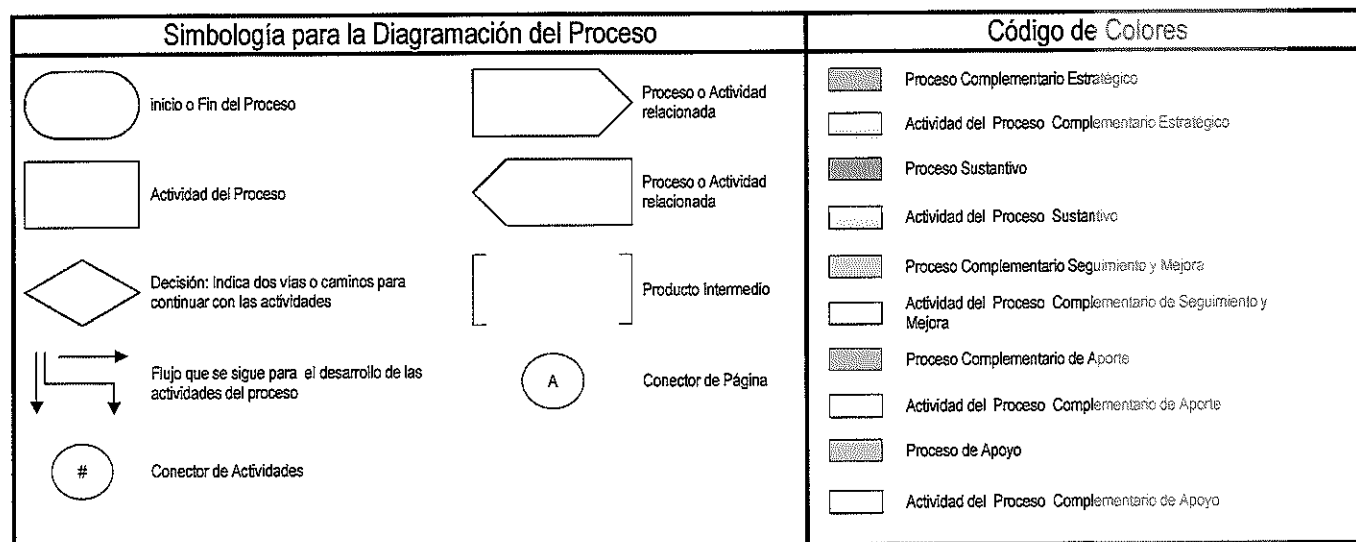 Simbología para la Diagramación del Proceso
inicio o Fin del Proceso
Actividad del Proceso
Decisión: Indica dos vías o caminos para
continuar con las actividades
Flujo que se sigue para el desarrollo de las
actividades del proceso
#
Conector de Actividades
Proceso o Actividad
relacionada
Proceso o Actividad
relacionada
Producto Intermedio
A
Conector de Página
Código de Colores
Proceso Complementario Estratégico
Actividad del Proceso Complementario Estratégico
Proceso Sustantivo
Actividad del Proceso Sustantivo
Proceso Complementario Seguimiento y Mejora
Actividad del Proceso Complementario de Seguimiento y
Mejora
Proceso Complementario de Aporte
Actividad del Proceso Complementario de Aporte
Proceso de Apoyo
Actividad del Proceso Complementario de Apoyo